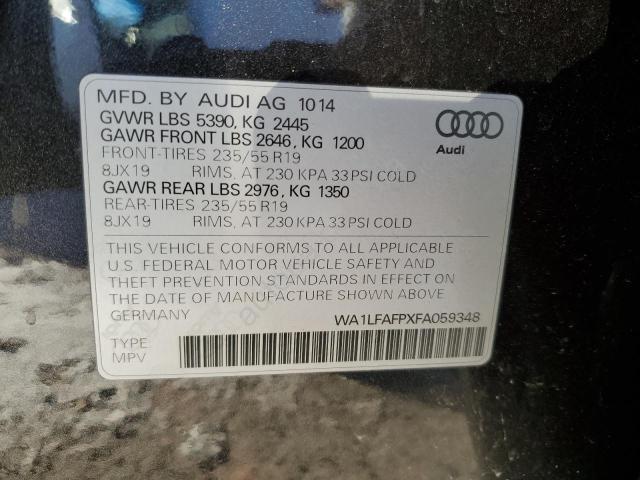 MFD. BY AUDI AG 1014
GVWR LBS 5390, KG 2445
GAWR FRONT LBS 2646, KG 1200
FRONT-TIRES 235/55 R19
8JX19 RIMS, AT 230 KPA 33 PSI COLD
GAWR REAR LBS 2976, KG 1350
REAR-TIRES 235/55 R19
8JX19 RIMS, AT 230 KPA 33 PSI COLD
Audi
THIS VEHICLE CONFORMS TO ALL APPLICABLE
U.S. FEDERAL MOTOR VEHICLE SAFETY AND
THEFT PREVENTION STANDARDS IN EFFECT ON
THE DATE OF MANUFACTURE SHOWN ABOVE
GERMANY WA1LFAFPXFA059348
TYPE
MPV